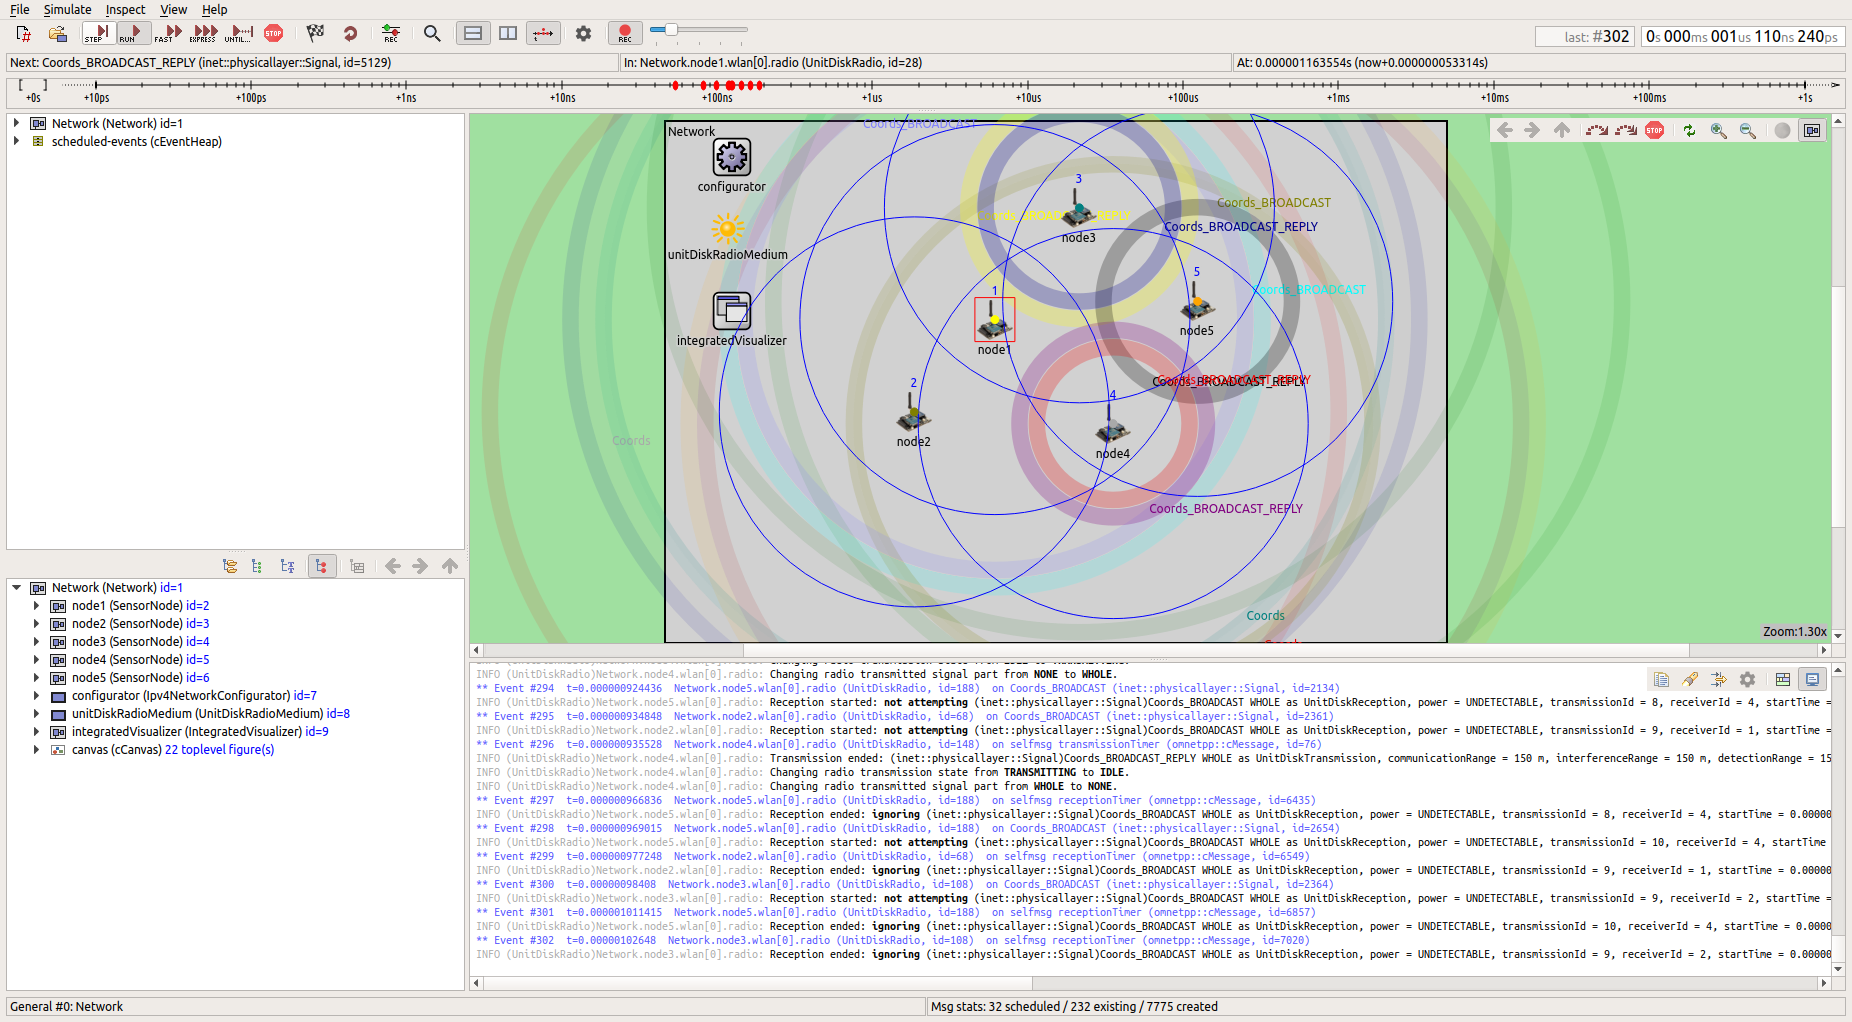 File Simulate Inspect View Help
STEP RUN FAST EXPRESS UNTIL... STOP REC REC last: #302 0s 000ms 001us 110ns 240ps
Next: Coords_BROADCAST_REPLY (inet::physicallayer::Signal, id=5129) In: Network.node1.wlan[0].radio (UnitDiskRadio, id=28) At: 0.000001163554s (now+0.000000053314s)
+0s +10ps +100ps +1ns +10ns +100ns +1us +10us +100us +1ms +10ms +100ms +1s
Network (Network) id=1
scheduled-events (cEventHeap)
Network
Coords_BROADCAST
STOP
configurator
3
Coords_BROADCAST
Coords_BROADCAST_REPLY
Coords_BROADCAST_REPLY
node3
unitDiskRadioMedium
5
Coords_BROADCAST
1
node5
integratedVisualizer
node1
2
Coords_BROADCAST_REPLY
Coords_BROADCAST_REPLY
4
node2
Coords
node4
Coords_BROADCAST_REPLY
Coords
Coords
Zoom:1.30x
Network (Network) id=1
node1 (SensorNode) id=2
node2 (SensorNode) id=3
node3 (SensorNode) id=4
node4 (SensorNode) id=5
node5 (SensorNode) id=6
configurator (Ipv4NetworkConfigurator) id=7
unitDiskRadioMedium (UnitDiskRadioMedium) id=8
integratedVisualizer (IntegratedVisualizer) id=9
canvas (cCanvas) 22 toplevel figure(s)
INFO (UnitDiskRadio)Network.node4.wlan[0].radio: Changing radio transmitted signal part from NONE to WHOLE.
** Event #294 t=0.000000924436 Network.node5.wlan[0].radio (UnitDiskRadio, id=188) on Coords_BROADCAST (inet::physicallayer::Signal, id=2134)
INFO (UnitDiskRadio)Network.node5.wlan[0].radio: Reception started: not attempting (inet::physicallayer::Signal)Coords_BROADCAST WHOLE as UnitDiskReception, power = UNDETECTABLE, transmissionId = 8, receiverId = 4, startTime =
** Event #295 t=0.000000934848 Network.node2.wlan[0].radio (UnitDiskRadio, id=68) on Coords_BROADCAST (inet::physicallayer::Signal, id=2361)
INFO (UnitDiskRadio)Network.node2.wlan[0].radio: Reception started: not attempting (inet::physicallayer::Signal)Coords_BROADCAST WHOLE as UnitDiskReception, power = UNDETECTABLE, transmissionId = 9, receiverId = 1, startTime =
** Event #296 t=0.000000935528 Network.node4.wlan[0].radio (UnitDiskRadio, id=148) on selfmsg transmissionTimer (omnetpp::cMessage, id=76)
INFO (UnitDiskRadio)Network.node4.wlan[0].radio: Transmission ended: (inet::physicallayer::Signal)Coords_BROADCAST_REPLY WHOLE as UnitDiskTransmission, communicationRange = 150 m, interferenceRange = 150 m, detectionRange = 15
INFO (UnitDiskRadio)Network.node4.wlan[0].radio: Changing radio transmission state from TRANSMITTING to IDLE.
INFO (UnitDiskRadio)Network.node4.wlan[0].radio: Changing radio transmitted signal part from WHOLE to NONE.
** Event #297 t=0.000000966836 Network.node5.wlan[0].radio (UnitDiskRadio, id=188) on selfmsg receptionTimer (omnetpp::cMessage, id=6435)
INFO (UnitDiskRadio)Network.node5.wlan[0].radio: Reception ended: ignoring (inet::physicallayer::Signal)Coords_BROADCAST WHOLE as UnitDiskReception, power = UNDETECTABLE, transmissionId = 8, receiverId = 4, startTime = 0.00000
** Event #298 t=0.000000969015 Network.node5.wlan[0].radio (UnitDiskRadio, id=188) on Coords_BROADCAST (inet::physicallayer::Signal, id=2654)
INFO (UnitDiskRadio)Network.node5.wlan[0].radio: Reception started: not attempting (inet::physicallayer::Signal)Coords_BROADCAST WHOLE as UnitDiskReception, power = UNDETECTABLE, transmissionId = 10, receiverId = 4, startTime
** Event #299 t=0.000000977248 Network.node2.wlan[0].radio (UnitDiskRadio, id=68) on selfmsg receptionTimer (omnetpp::cMessage, id=6549)
INFO (UnitDiskRadio)Network.node2.wlan[0].radio: Reception ended: ignoring (inet::physicallayer::Signal)Coords_BROADCAST WHOLE as UnitDiskReception, power = UNDETECTABLE, transmissionId = 9, receiverId = 1, startTime = 0.00000
** Event #300 t=0.00000098408 Network.node3.wlan[0].radio (UnitDiskRadio, id=108) on Coords_BROADCAST (inet::physicallayer::Signal, id=2364)
INFO (UnitDiskRadio)Network.node3.wlan[0].radio: Reception started: not attempting (inet::physicallayer::Signal)Coords_BROADCAST WHOLE as UnitDiskReception, power = UNDETECTABLE, transmissionId = 9, receiverId = 2, startTime =
** Event #301 t=0.000001011415 Network.node5.wlan[0].radio (UnitDiskRadio, id=188) on selfmsg receptionTimer (omnetpp::cMessage, id=6857)
INFO (UnitDiskRadio)Network.node5.wlan[0].radio: Reception ended: ignoring (inet::physicallayer::Signal)Coords_BROADCAST WHOLE as UnitDiskReception, power = UNDETECTABLE, transmissionId = 10, receiverId = 4, startTime = 0.0000
** Event #302 t=0.00000102648 Network.node3.wlan[0].radio (UnitDiskRadio, id=108) on selfmsg receptionTimer (omnetpp::cMessage, id=7020)
INFO (UnitDiskRadio)Network.node3.wlan[0].radio: Reception ended: ignoring (inet::physicallayer::Signal)Coords_BROADCAST WHOLE as UnitDiskReception, power = UNDETECTABLE, transmissionId = 9, receiverId = 2, startTime = 0.00000
General #0: Network Msg stats: 32 scheduled / 232 existing / 7775 created